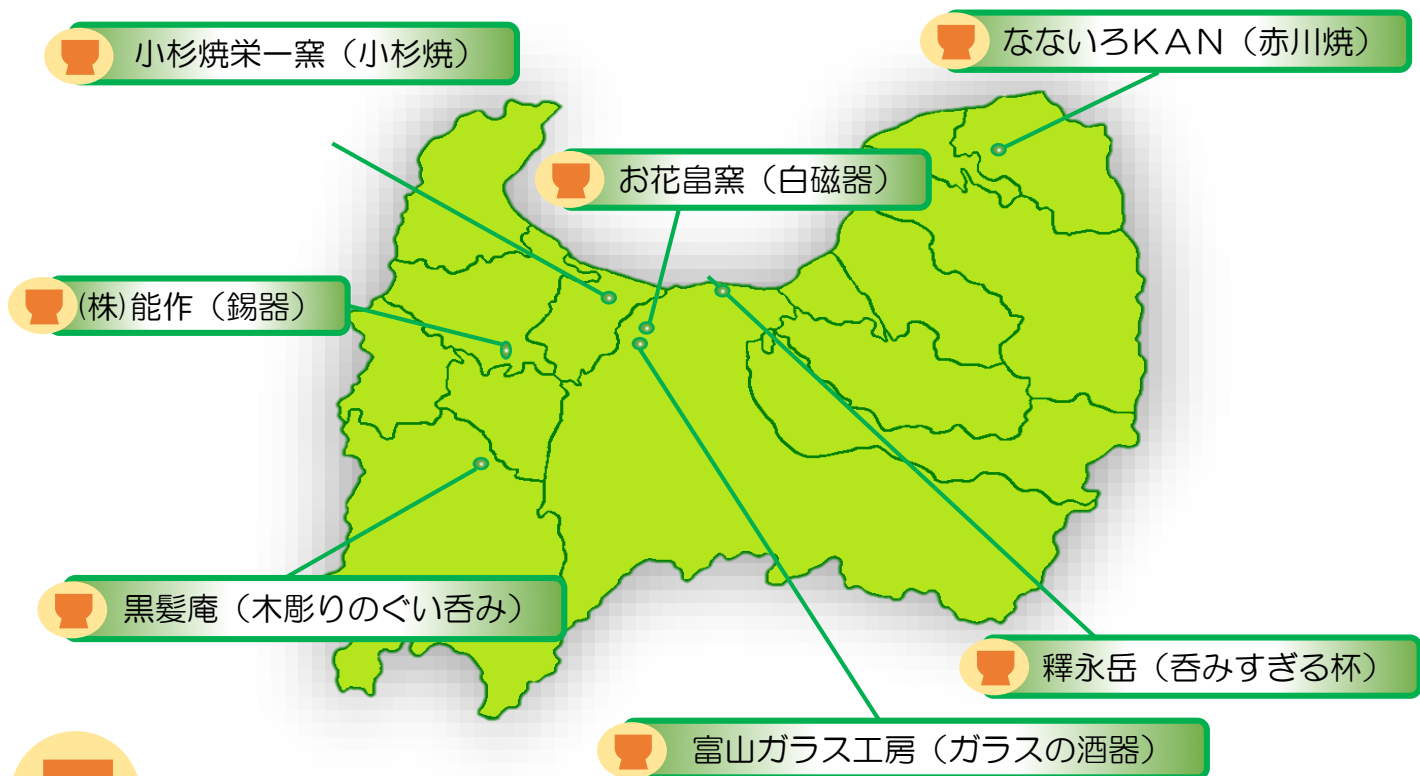 小杉焼栄一窯（小杉焼）
なないろＫＡＮ（赤川焼）
お花畠窯（白磁器）
(株)能作（錫器）
黒髪庵（木彫りのぐい呑み）
釋永岳（呑みすぎる杯）
富山ガラス工房（ガラスの酒器）